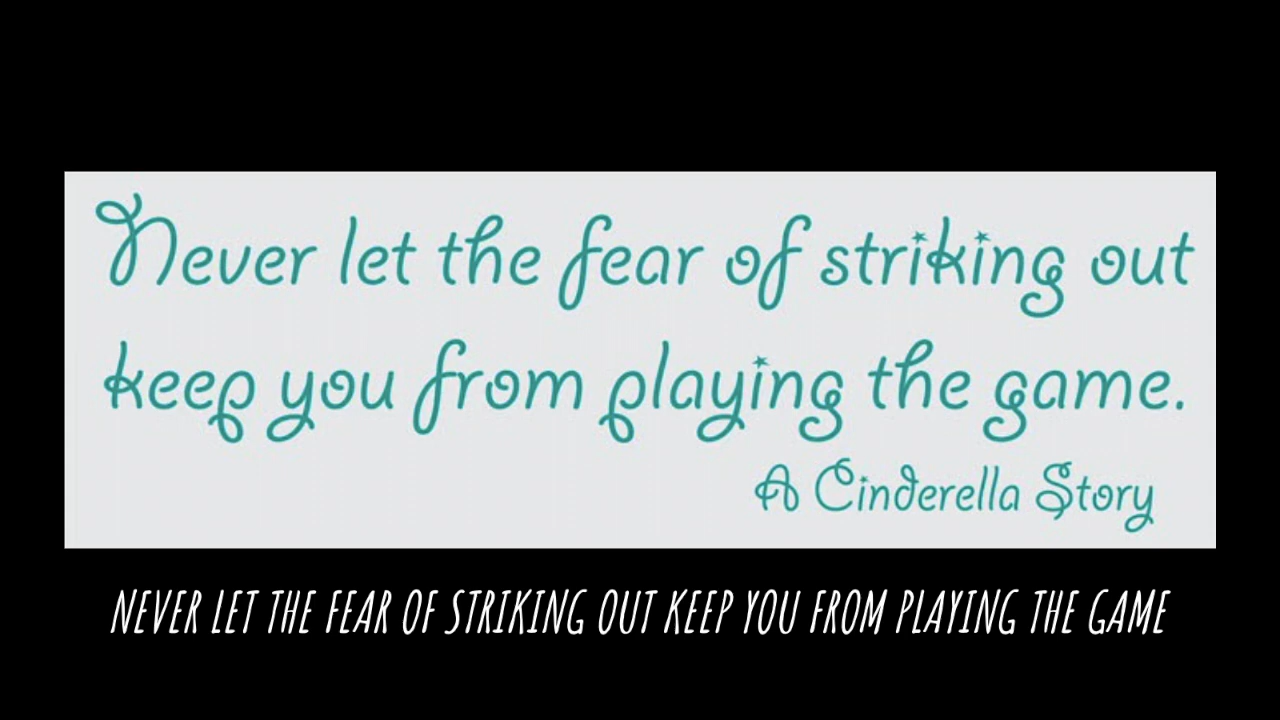 Never let the fear of striking out
keep you from playing the game.
A Cinderella Story
NEVER LET THE FEAR OF STRIKING OUT KEEP YOU FROM PLAYING THE GAME